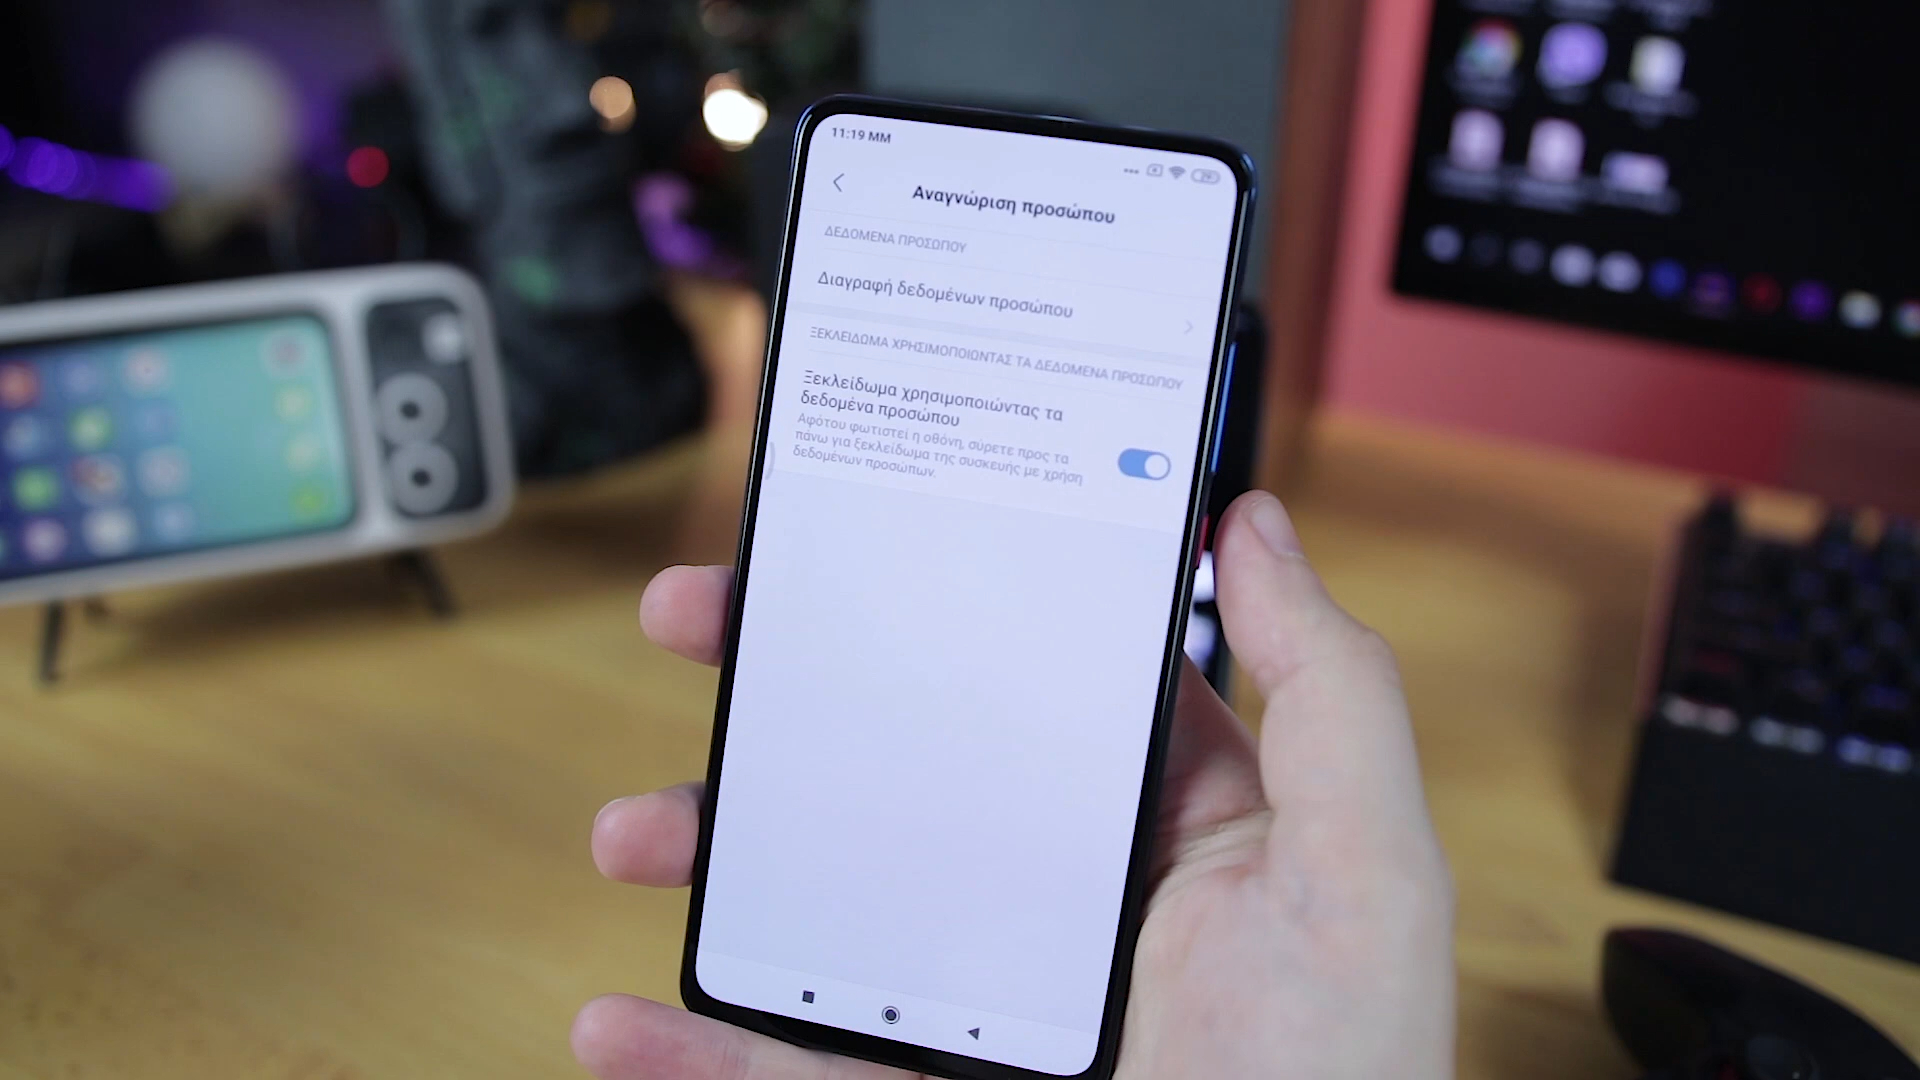 11:19 ΜΜ
29
Αναγνώριση προσώπου
ΔΕΔΟΜΕΝΑ ΠΡΟΣΩΠΟΥ
Διαγραφή δεδομένων προσώπου
ΞΕΚΛΕΙΔΩΜΑ ΧΡΗΣΙΜΟΠΟΙΩΝΤΑΣ ΤΑ ΔΕΔΟΜΕΝΑ ΠΡΟΣΩΠΟΥ
Ξεκλείδωμα χρησιμοποιώντας τα
δεδομένα προσώπου
Αφότου φωτιστεί η οθόνη, σύρετε προς τα
πάνω για ξεκλείδωμα της συσκευής με χρήση
δεδομένων προσώπων.